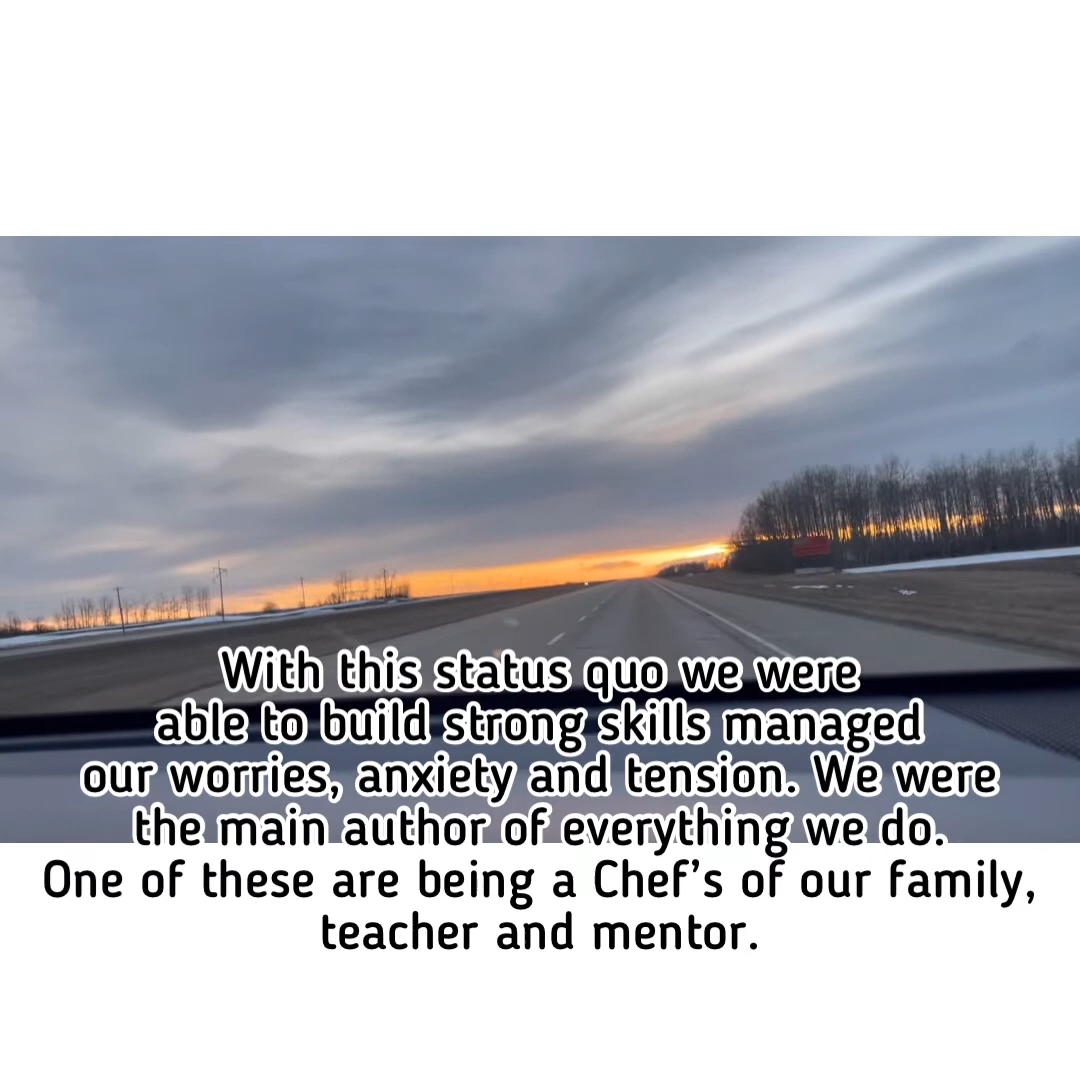 With this status quo we were
able to build strong skills managed
our worries, anxiety and tension. We were
the main author of everything we do.
One of these are being a Chef’s of our family,
teacher and mentor.